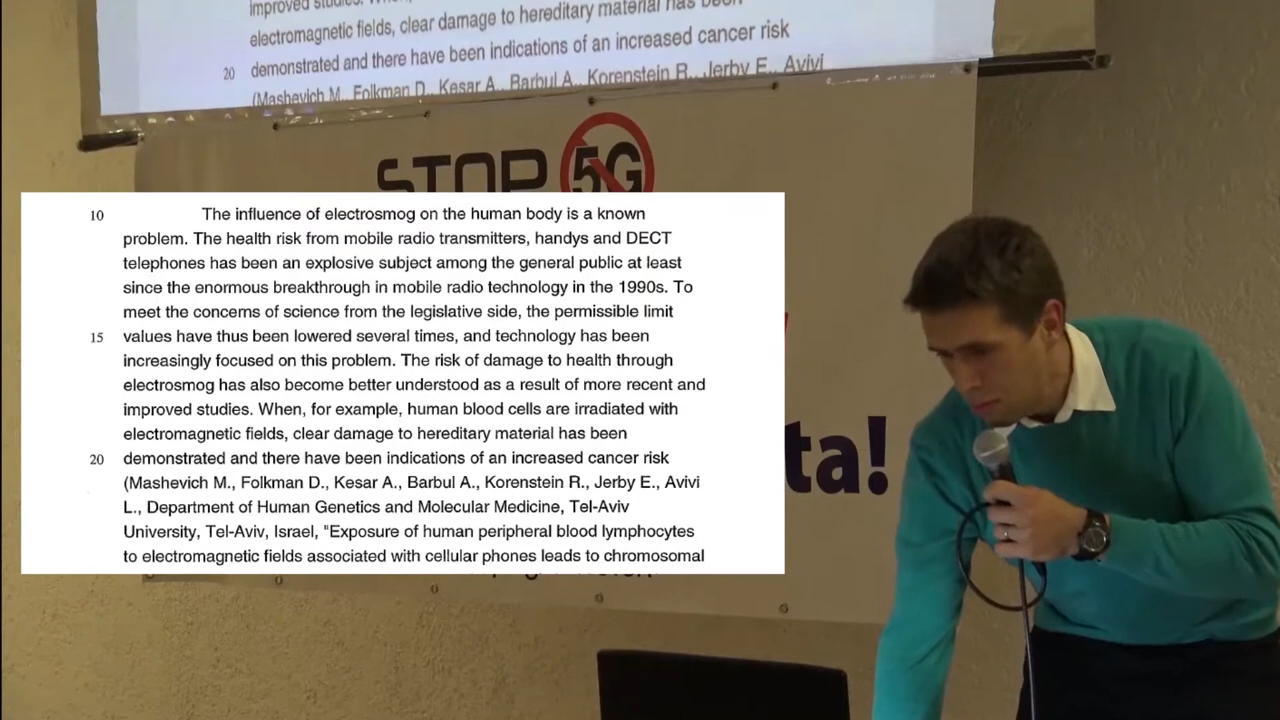 improved studies. When,
electromagnetic fields, clear damage to hereditary material has been
20 demonstrated and there have been indications of an increased cancer risk
(Mashevich M., Folkman D., Kesar A., Barbul A., Korenstein R., Jerby E., Avivi
STOP 5G
10 The influence of electrosmog on the human body is a known
problem. The health risk from mobile radio transmitters, handys and DECT
telephones has been an explosive subject among the general public at least
since the enormous breakthrough in mobile radio technology in the 1990s. To
meet the concerns of science from the legislative side, the permissible limit
15 values have thus been lowered several times, and technology has been
increasingly focused on this problem. The risk of damage to health through
electrosmog has also become better understood as a result of more recent and
improved studies. When, for example, human blood cells are irradiated with
electromagnetic fields, clear damage to hereditary material has been
20 demonstrated and there have been indications of an increased cancer risk
(Mashevich M., Folkman D., Kesar A., Barbul A., Korenstein R., Jerby E., Avivi
L., Department of Human Genetics and Molecular Medicine, Tel-Aviv
University, Tel-Aviv, Israel, "Exposure of human peripheral blood lymphocytes
to electromagnetic fields associated with cellular phones leads to chromosomal
ta!